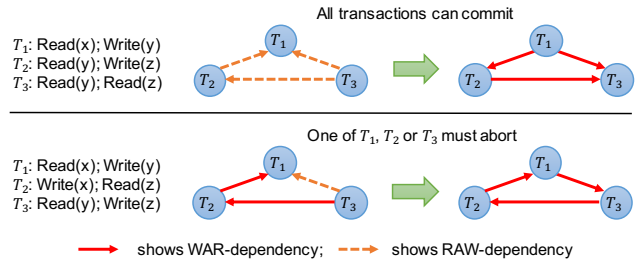 All transactions can commit
T₁: Read(x); Write(y)
T₂: Read(y); Write(z)
T₃: Read(y); Read(z)
T₁
T₂
T₃
T₁
T₂
T₃
One of T₁, T₂ or T₃ must abort
T₁: Read(x); Write(y)
T₂: Write(x); Read(z)
T₃: Read(y); Write(z)
T₁
T₂
T₃
T₁
T₂
T₃
shows WAR-dependency;
shows RAW-dependency